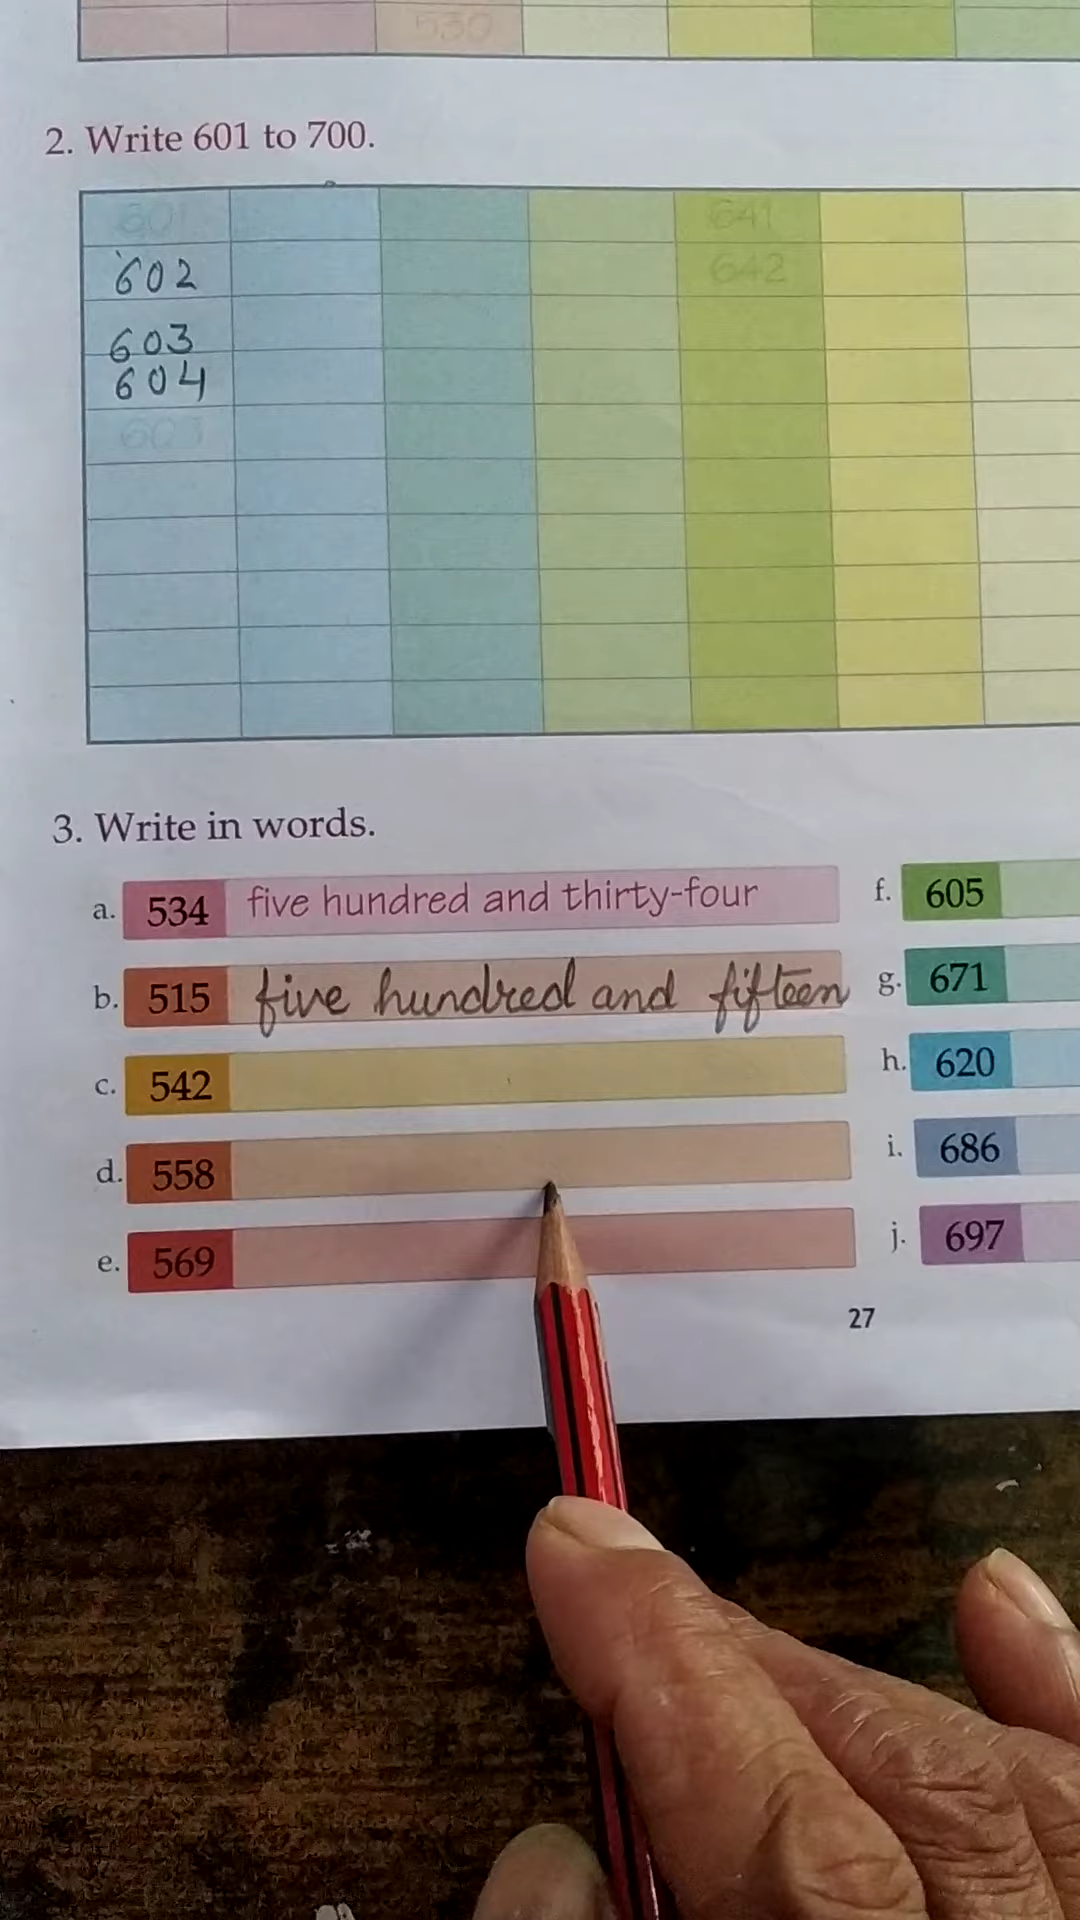 530
2. Write 601 to 700.
601 641
602 642
603
604
605
3. Write in words.
a. 534 five hundred and thirty-four f. 605
b. 515 five hundred and fifteen g. 671
c. 542 h. 620
d. 558 i. 686
e. 569 j. 697
27